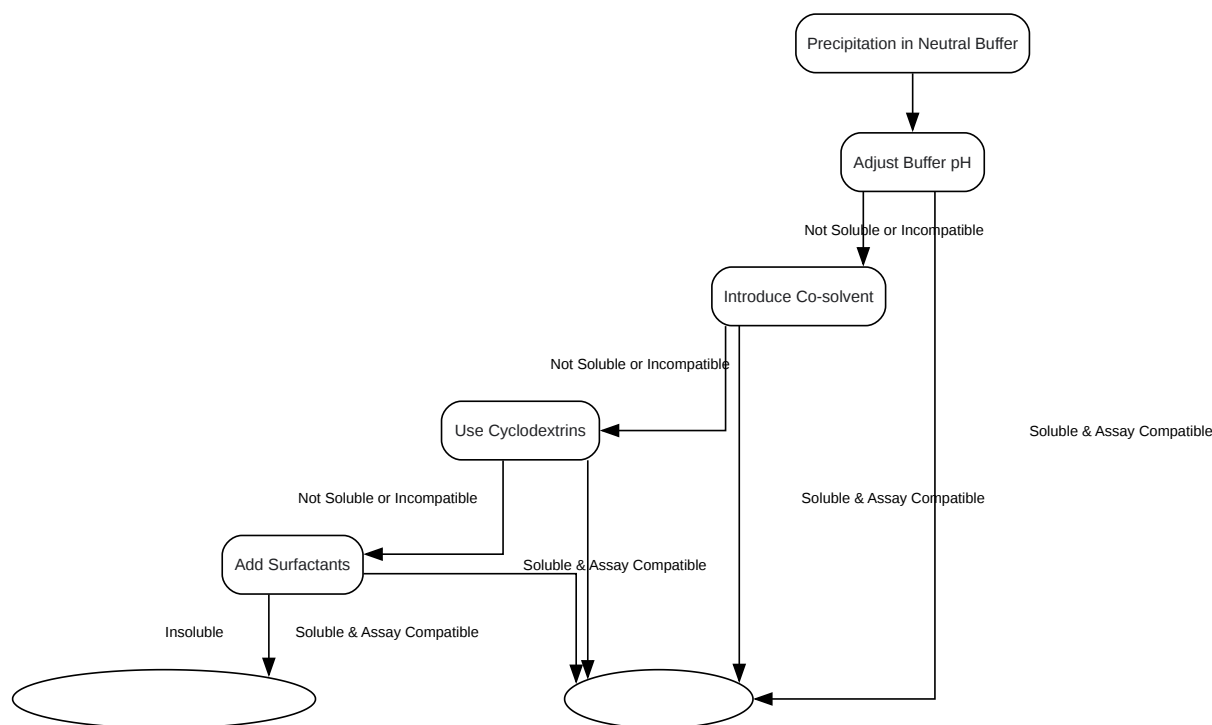 Precipitation in Neutral Buffer
Adjust Buffer pH
Not Soluble or Incompatible
Introduce Co-solvent
Not Soluble or Incompatible
Use Cyclodextrins
Soluble & Assay Compatible
Not Soluble or Incompatible
Soluble & Assay Compatible
Add Surfactants
Soluble & Assay Compatible
Insoluble
Soluble & Assay Compatible